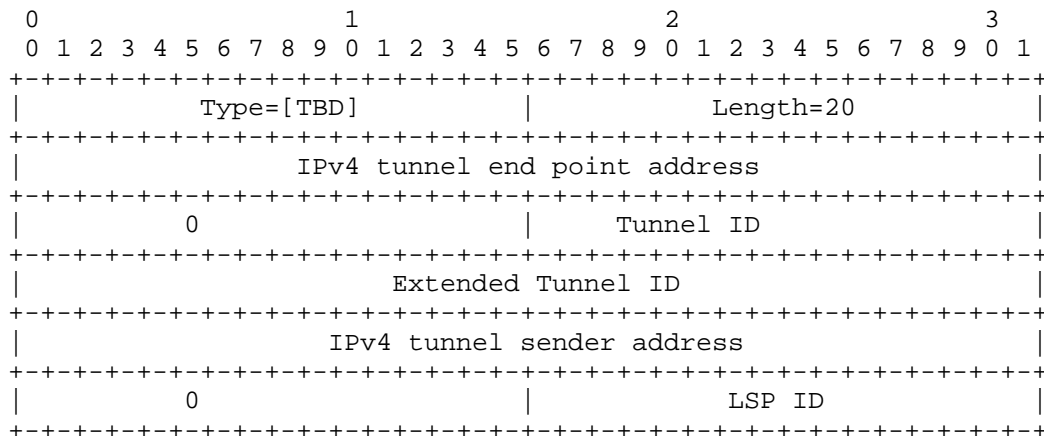 0                   1                   2                   3
0 1 2 3 4 5 6 7 8 9 0 1 2 3 4 5 6 7 8 9 0 1 2 3 4 5 6 7 8 9 0 1
+-+-+-+-+-+-+-+-+-+-+-+-+-+-+-+-+-+-+-+-+-+-+-+-+-+-+-+-+-+-+-+-+
|           Type=[TBD]          |           Length=20           |
+-+-+-+-+-+-+-+-+-+-+-+-+-+-+-+-+-+-+-+-+-+-+-+-+-+-+-+-+-+-+-+-+
|                 IPv4 tunnel end point address                 |
+-+-+-+-+-+-+-+-+-+-+-+-+-+-+-+-+-+-+-+-+-+-+-+-+-+-+-+-+-+-+-+-+
|          0                    |     Tunnel ID                 |
+-+-+-+-+-+-+-+-+-+-+-+-+-+-+-+-+-+-+-+-+-+-+-+-+-+-+-+-+-+-+-+-+
|                       Extended Tunnel ID                      |
+-+-+-+-+-+-+-+-+-+-+-+-+-+-+-+-+-+-+-+-+-+-+-+-+-+-+-+-+-+-+-+-+
|                   IPv4 tunnel sender address                  |
+-+-+-+-+-+-+-+-+-+-+-+-+-+-+-+-+-+-+-+-+-+-+-+-+-+-+-+-+-+-+-+-+
|          0                    |            LSP ID             |
+-+-+-+-+-+-+-+-+-+-+-+-+-+-+-+-+-+-+-+-+-+-+-+-+-+-+-+-+-+-+-+-+